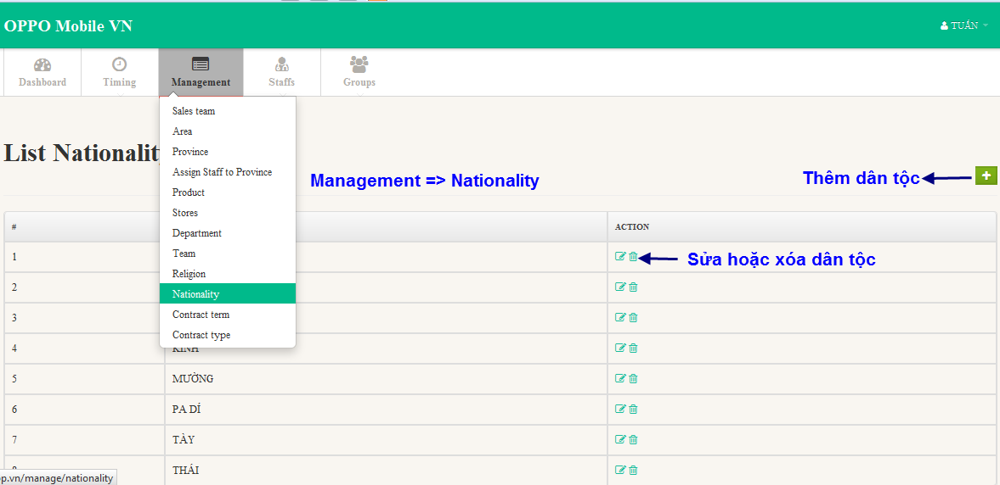 OPPO Mobile VN
TUẤN
Dashboard
Timing
Management
Staffs
Groups
Sales team
Area
Province
Assign Staff to Province
Product
Stores
Department
Team
Religion
Nationality
Contract term
Contract type
List Nationality
Management => Nationality
Thêm dân tộc
#
ACTION
1
Sửa hoặc xóa dân tộc
2
3
4
KINH
5
MƯỜNG
6
PA DÍ
7
TÀY
8
THÁI
p.vn/manage/nationality